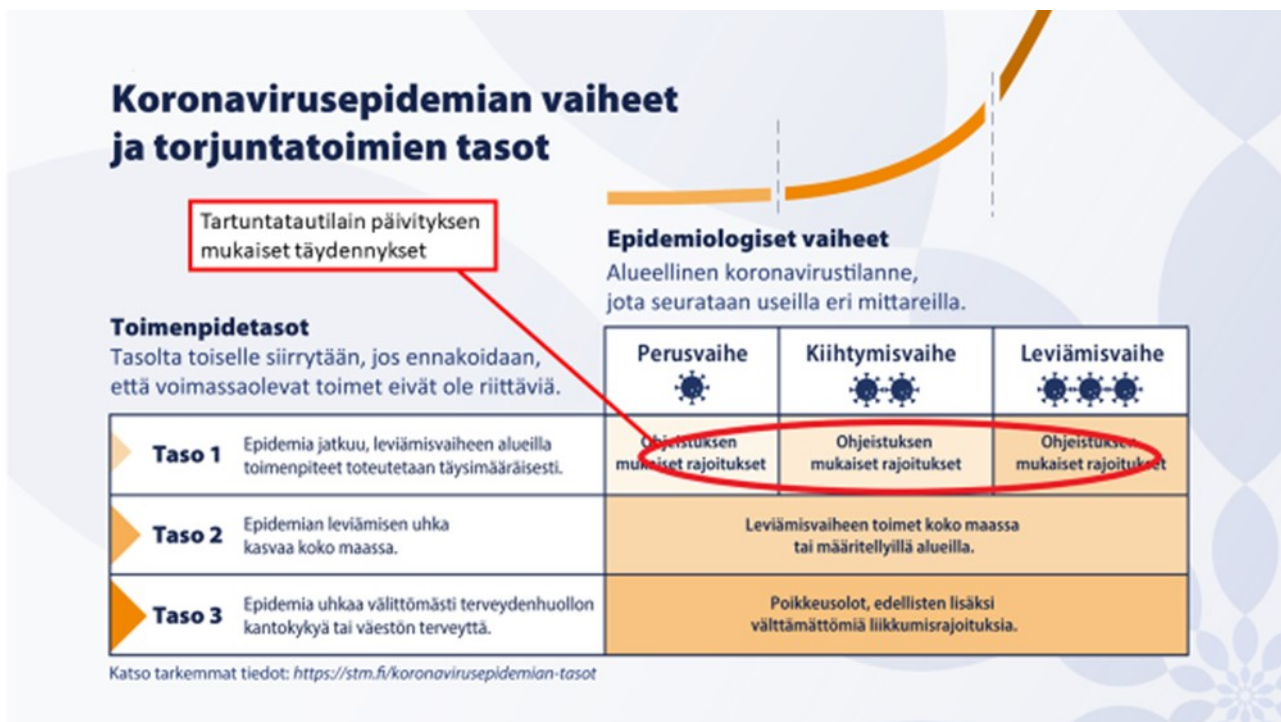 Koronavirusepidemian vaiheet
ja torjuntatoimien tasot
Tartuntatautilain päivityksen
mukaiset täydennykset
Epidemiologiset vaiheet
Alueellinen koronavirustilanne,
jota seurataan useilla eri mittareilla.
Toimenpidetasot
Tasolta toiselle siirrytään, jos ennakoidaan,
että voimassaolevat toimet eivät ole riittäviä.
Perusvaihe
Kiihtymisvaihe
Leviämisvaihe
Taso 1
Epidemia jatkuu, leviämisvaiheen alueilla
toimenpiteet toteutetaan täysimääräisesti.
Ohjeistuksen
mukaiset rajoitukset
Ohjeistuksen
mukaiset rajoitukset
Ohjeistuksen
mukaiset rajoitukset
Taso 2
Epidemian leviämisen uhka
kasvaa koko maassa.
Leviämisvaiheen toimet koko maassa
tai määritellyillä alueilla.
Taso 3
Epidemia uhkaa välittömästi terveydenhuollon
kantokykyä tai väestön terveyttä.
Poikkeusolot, edellisten lisäksi
välttämättömiä liikkumisrajoituksia.
Katso tarkemmat tiedot: https://stm.fi/koronavirusepidemian-tasot